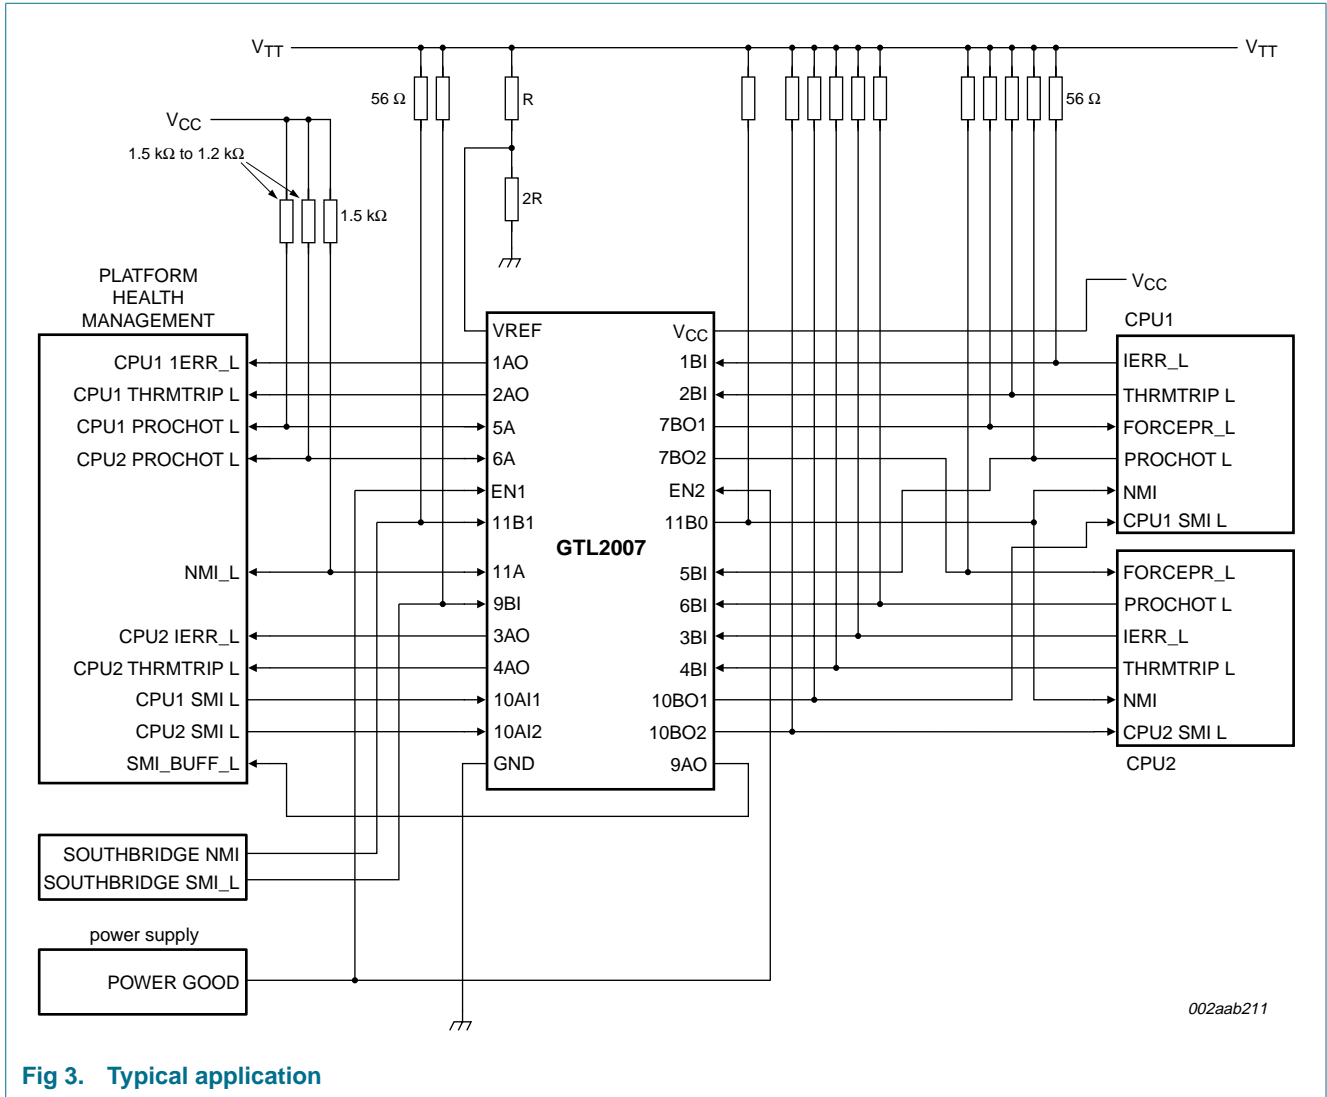 VTT
VTT
56 Ω
R
56 Ω
VCC
1.5 kΩ to 1.2 kΩ
2R
1.5 kΩ
PLATFORM
HEALTH
MANAGEMENT
VCC
CPU1
VREF
VCC
CPU1 1ERR_L
1AO
1BI
IERR_L
CPU1 THRMTRIP L
2AO
2BI
THRMTRIP L
CPU1 PROCHOT L
5A
7BO1
FORCEPR_L
CPU2 PROCHOT L
6A
7BO2
PROCHOT L
EN1
EN2
NMI
11B1
11B0
CPU1 SMI L
GTL2007
NMI_L
11A
5BI
FORCEPR_L
9BI
6BI
PROCHOT L
CPU2 IERR_L
3AO
3BI
IERR_L
CPU2 THRMTRIP L
4AO
4BI
THRMTRIP L
CPU1 SMI L
10AI1
10BO1
NMI
CPU2 SMI L
10AI2
10BO2
CPU2 SMI L
SMI_BUFF_L
GND
9AO
CPU2
SOUTHBRIDGE NMI
SOUTHBRIDGE SMI_L
power supply
POWER GOOD
002aab211
Fig 3. Typical application